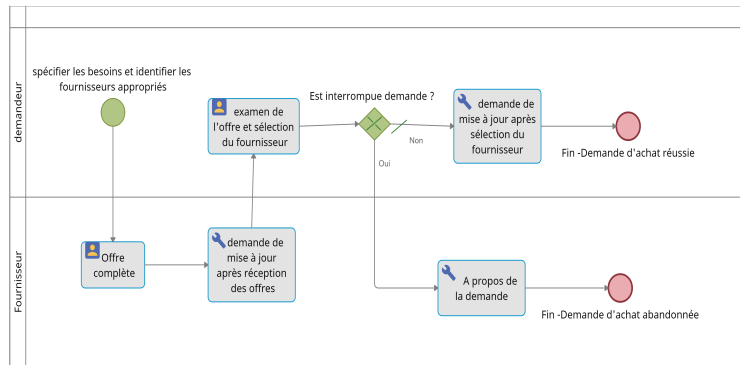 demandeur
spécifier les besoins et identifier les
fournisseurs appropriés
examen de
l'offre et sélection
du fournisseur
Est interrompue demande ?
Non
Oui
demande de
mise à jour après
sélection du
fournisseur
Fin -Demande d'achat réussie
Fournisseur
Offre
complète
demande de
mise à jour
après réception
des offres
A propos de
la demande
Fin -Demande d'achat abandonnée